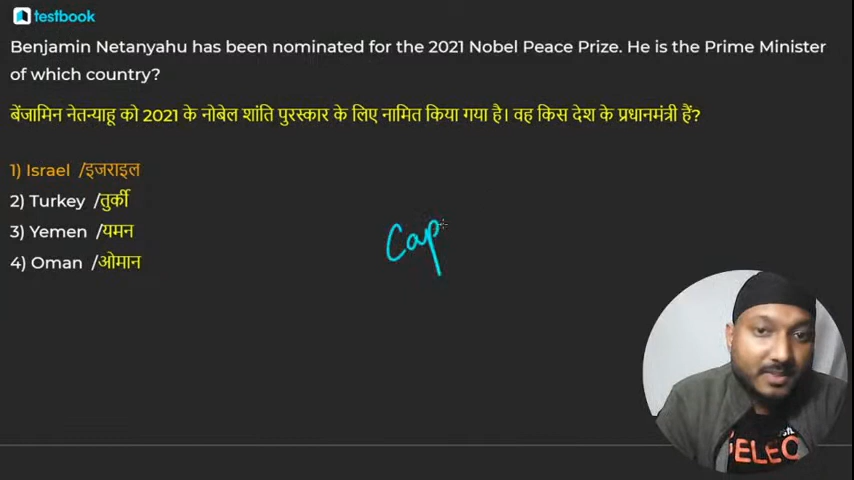 testbook
Benjamin Netanyahu has been nominated for the 2021 Nobel Peace Prize. He is the Prime Minister
of which country?
बेंजामिन नेतन्याहू को 2021 के नोबेल शांति पुरस्कार के लिए नामित किया गया है। वह किस देश के प्रधानमंत्री हैं?
1) Israel /इजराइल
2) Turkey /तुर्की
3) Yemen /यमन
4) Oman /ओमान
Cap